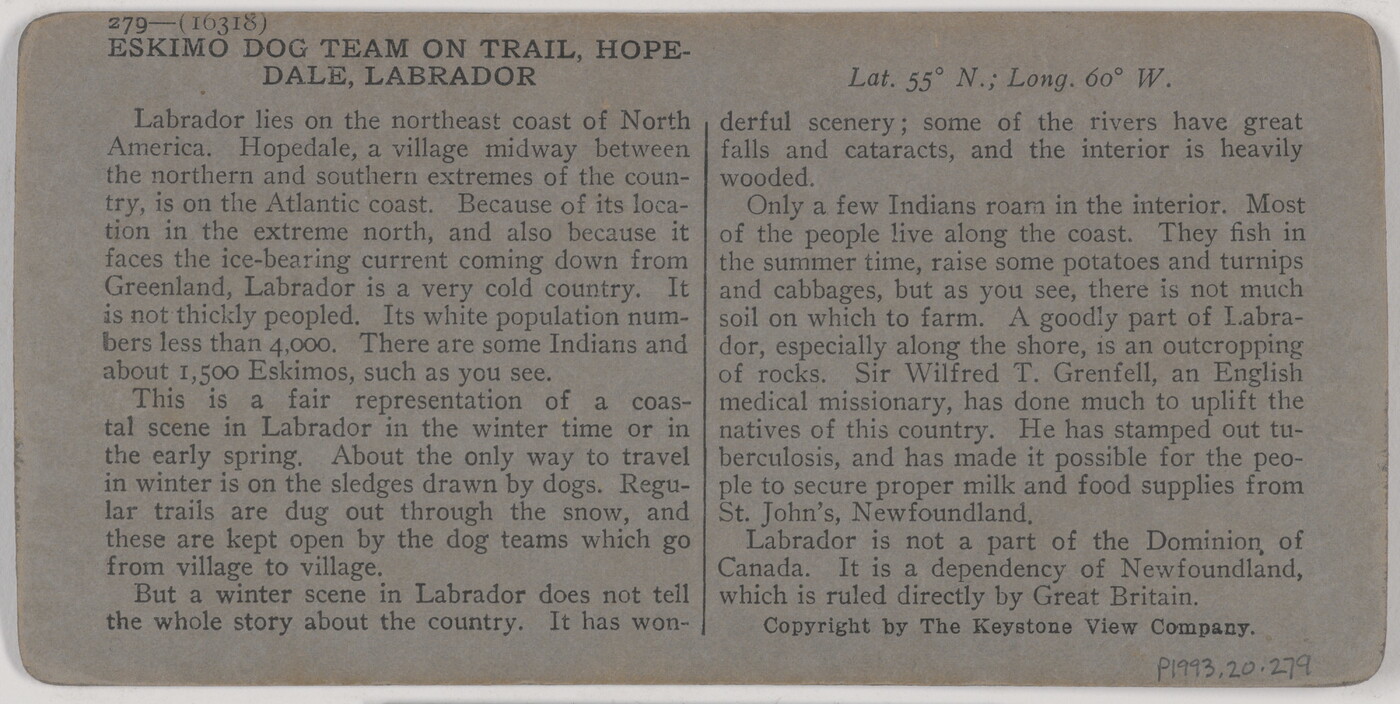 279—(16318)
ESKIMO DOG TEAM ON TRAIL, HOPE-
DALE, LABRADOR
Labrador lies on the northeast coast of North
America. Hopedale, a village midway between
the northern and southern extremes of the coun-
try, is on the Atlantic coast. Because of its loca-
tion in the extreme north, and also because it
faces the ice-bearing current coming down from
Greenland, Labrador is a very cold country. It
is not thickly peopled. Its white population num-
bers less than 4,000. There are some Indians and
about 1,500 Eskimos, such as you see.
This is a fair representation of a coas-
tal scene in Labrador in the winter time or in
the early spring. About the only way to travel
in winter is on the sledges drawn by dogs. Regu-
lar trails are dug out through the snow, and
these are kept open by the dog teams which go
from village to village.
But a winter scene in Labrador does not tell
the whole story about the country. It has won-
Lat. 55° N.; Long. 60° W.
derful scenery; some of the rivers have great
falls and cataracts, and the interior is heavily
wooded.
Only a few Indians roam in the interior. Most
of the people live along the coast. They fish in
the summer time, raise some potatoes and turnips
and cabbages, but as you see, there is not much
soil on which to farm. A goodly part of Labra-
dor, especially along the shore, is an outcropping
of rocks. Sir Wilfred T. Grenfell, an English
medical missionary, has done much to uplift the
natives of this country. He has stamped out tu-
berculosis, and has made it possible for the peo-
ple to secure proper milk and food supplies from
St. John's, Newfoundland.
Labrador is not a part of the Dominion of
Canada. It is a dependency of Newfoundland,
which is ruled directly by Great Britain.
Copyright by The Keystone View Company.
P1993.20.279